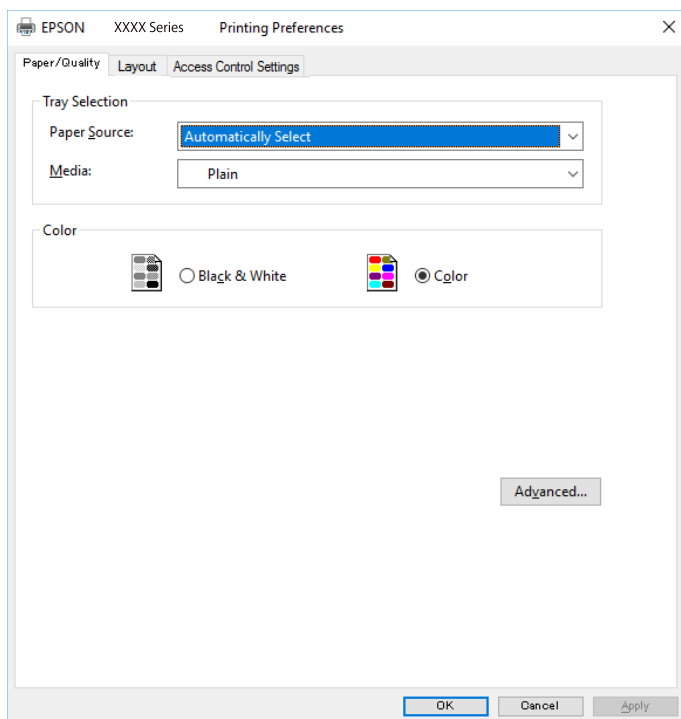 EPSON XXXX Series Printing Preferences
Paper/Quality Layout Access Control Settings
Tray Selection
Paper Source: Automatically Select
Media: Plain
Color
Black & White Color
Advanced...
OK Cancel Apply